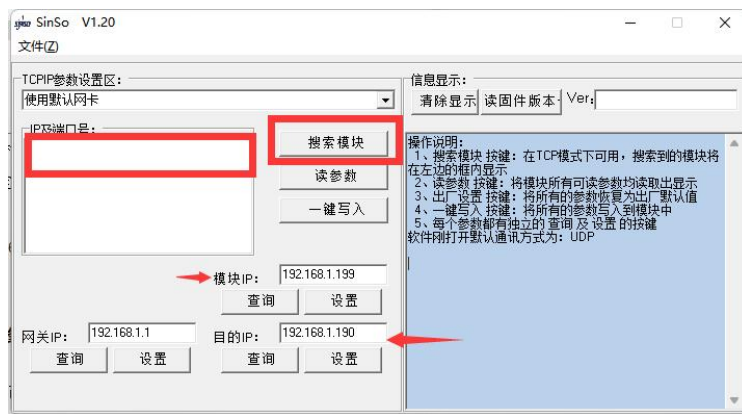 SinSo V1.20
文件(Z)
TCPIP参数设置区:
使用默认网卡
IP及端口号:
搜索模块
读参数
一键写入
模块IP: 192.168.1.199
查询 设置
网关IP: 192.168.1.1 目的IP: 192.168.1.190
查询 设置 查询 设置
信息显示:
清除显示 读固件版本 Ver:
操作说明:
1、搜索模块 按键: 在TCP模式下可用，搜索到的模块将
在左边的框内显示
2、读参数 按键: 将模块所有可读参数均读取出显示
3、出厂设置 按键: 将所有的参数恢复为出厂默认值
4、一键写入 按键: 将所有的参数写入到模块中
5、每个参数都有独立的 查询 及 设置 的按键
软件刚打开默认通讯方式为: UDP